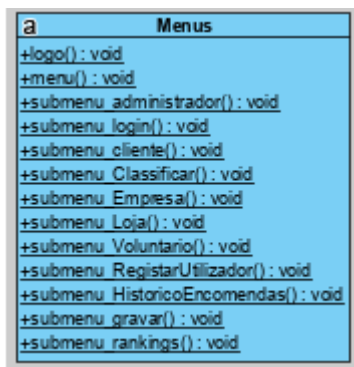 a Menus
+logo() : void
+menu() : void
+submenu_administrador() : void
+submenu_login() : void
+submenu_cliente() : void
+submenu_Classificar() : void
+submenu_Empresa() : void
+submenu_Loja() : void
+submenu_Voluntario() : void
+submenu_RegistarUtilizador() : void
+submenu_HistoricoEncomendas() : void
+submenu_gravar() : void
+submenu_rankings() : void